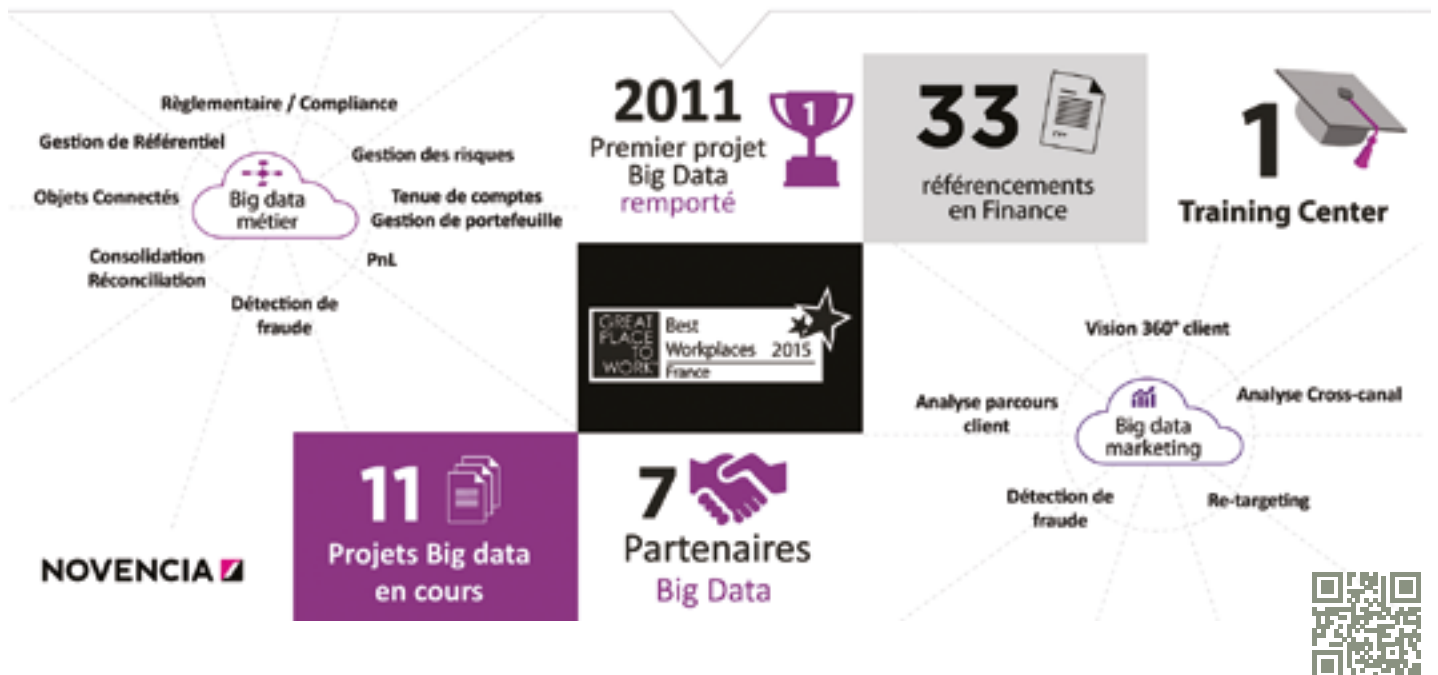 Règlementaire / Compliance
Gestion de Référentiel
Gestion des risques
Objets Connectés
Big data
métier
Tenue de comptes
Gestion de portefeuille
Consolidation
Réconciliation
PnL
Détection de
fraude
2011
1
Premier projet
Big Data
remporté
33
référencements
en Finance
1
Training Center
GREAT
PLACE
TO
WORK
Best
Workplaces 2015
France
Vision 360° client
Analyse parcours
client
Analyse Cross-canal
Big data
marketing
Détection de
fraude
Re-targeting
11
Projets Big data
en cours
7
Partenaires
Big Data
NOVENCIA